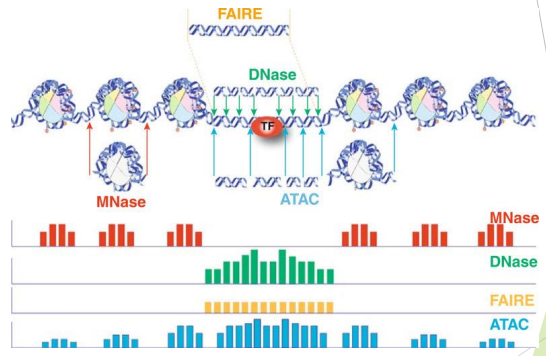 FAIRE
DNase
TF
MNase
ATAC
MNase
DNase
FAIRE
ATAC